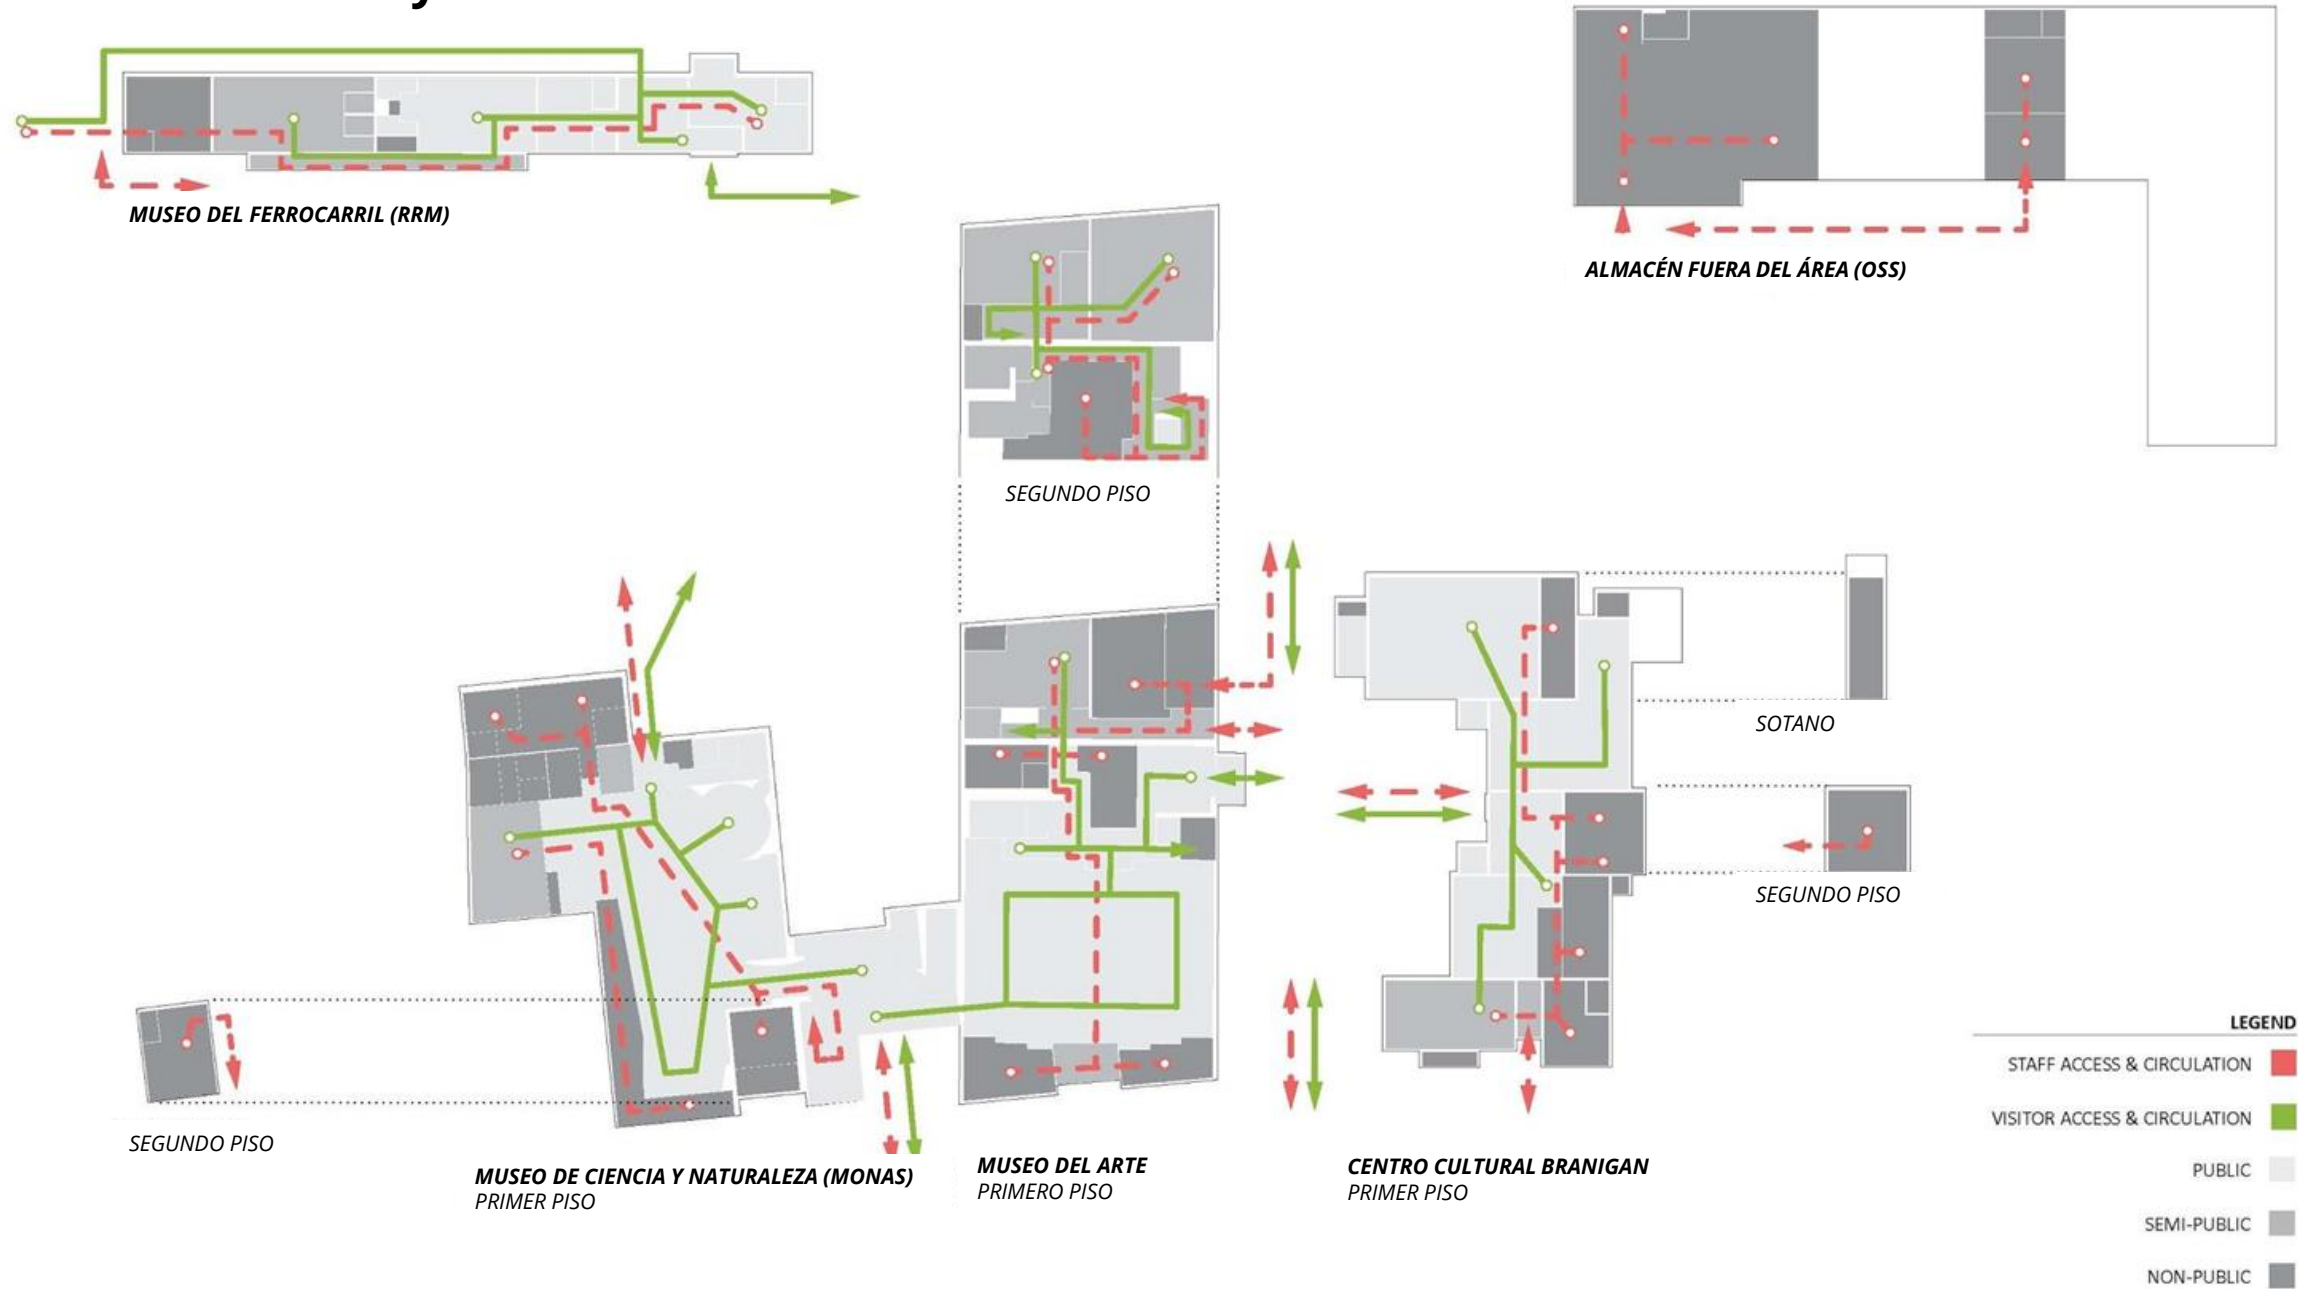 MUSEO DEL FERROCARRIL (RRM)
ALMACÉN FUERA DEL ÁREA (OSS)
SEGUNDO PISO
SOTANO
SEGUNDO PISO
SEGUNDO PISO
MUSEO DE CIENCIA Y NATURALEZA (MONAS)
PRIMER PISO
MUSEO DEL ARTE
PRIMERO PISO
CENTRO CULTURAL BRANIGAN
PRIMER PISO
LEGEND
STAFF ACCESS & CIRCULATION
VISITOR ACCESS & CIRCULATION
PUBLIC
SEMI-PUBLIC
NON-PUBLIC